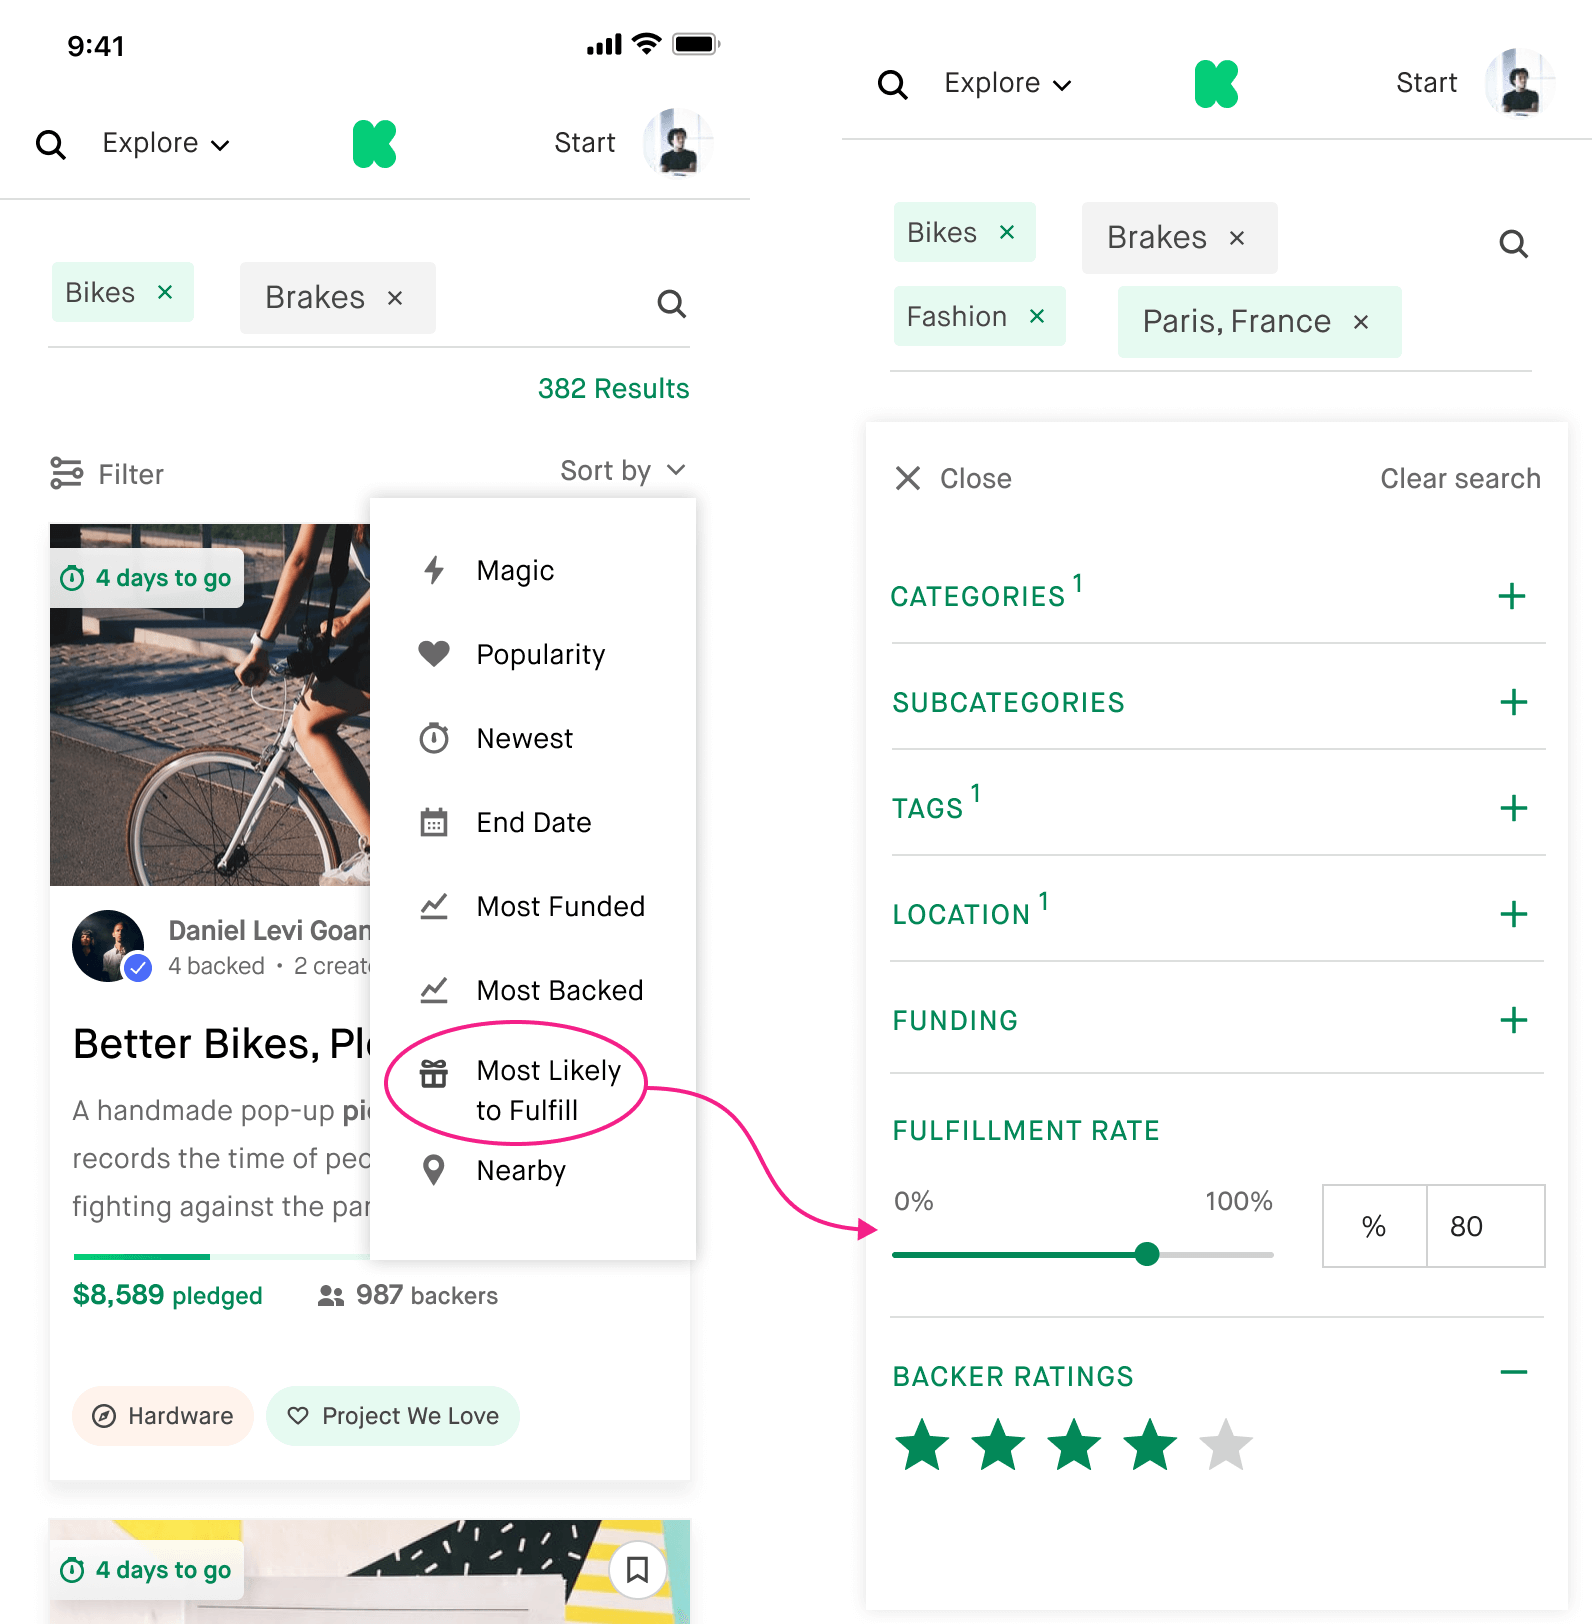 9:41
Explore
Start
Bikes ×
Brakes ×
382 Results
Filter
Sort by
4 days to go
Magic
Popularity
Newest
End Date
Most Funded
Most Backed
Most Likely
to Fulfill
Nearby
Daniel Levi Goan
4 backed • 2 creat
Better Bikes, Pl
A handmade pop-up pi
records the time of peo
fighting against the par
$8,589 pledged
987 backers
Hardware
Project We Love
4 days to go
Explore
Start
Bikes ×
Brakes ×
Fashion ×
Paris, France ×
Close
Clear search
CATEGORIES 1
SUBCATEGORIES
TAGS 1
LOCATION 1
FUNDING
FULFILLMENT RATE
0% 100%
% 80
BACKER RATINGS